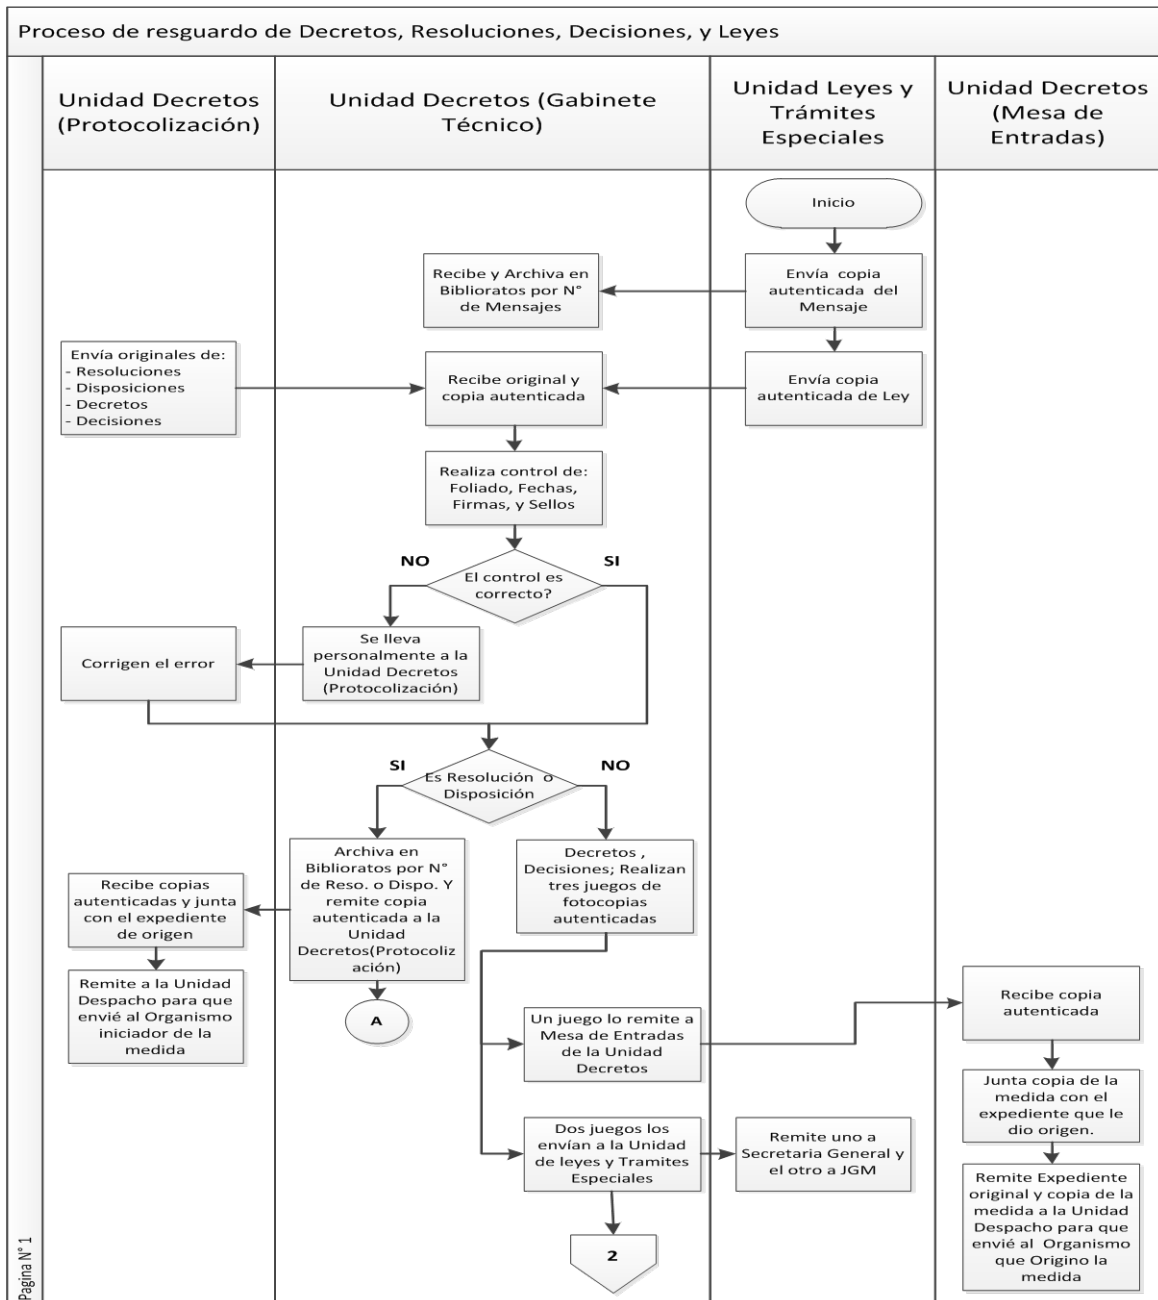 Proceso de resguardo de Decretos, Resoluciones, Decisiones, y Leyes
Unidad Decretos
(Protocolización)
Unidad Decretos (Gabinete
Técnico)
Unidad Leyes y
Trámites
Especiales
Unidad Decretos
(Mesa de
Entradas)
Inicio
Envía copia
autenticada del
Mensaje
Recibe y Archiva en
Biblioratos por N°
de Mensajes
Envía originales de:
- Resoluciones
- Disposiciones
- Decretos
- Decisiones
Recibe original y
copia autenticada
Envía copia
autenticada de Ley
Realiza control de:
Foliado, Fechas,
Firmas, y Sellos
NO
SI
El control es
correcto?
Se lleva
personalmente a la
Unidad Decretos
(Protocolización)
Corrigen el error
SI
NO
Es Resolución o
Disposición
Archiva en
Biblioratos por N°
de Reso. o Dispo. Y
remite copia
autenticada a la
Unidad
Decretos(Protocoliz
ación)
Decretos ,
Decisiones; Realizan
tres juegos de
fotocopias
autenticadas
Recibe copias
autenticadas y junta
con el expediente
de origen
Remite a la Unidad
Despacho para que
envié al Organismo
iniciador de la
medida
A
Un juego lo remite a
Mesa de Entradas
de la Unidad
Decretos
Recibe copia
autenticada
Junta copia de la
medida con el
expediente que le
dio origen.
Dos juegos los
envían a la Unidad
de leyes y Tramites
Especiales
Remite uno a
Secretaria General y
el otro a JGM
Remite Expediente
original y copia de la
medida a la Unidad
Despacho para que
envié al Organismo
que Origino la
medida
2
Pagina N° 1